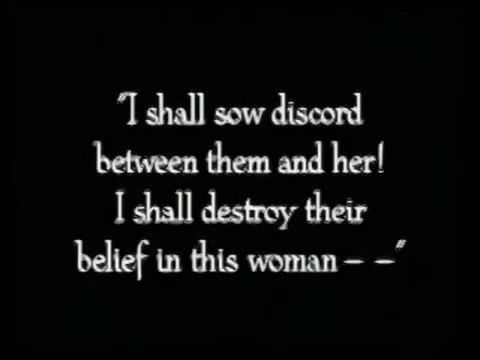 "I shall sow discord
between them and her!
I shall destroy their
belief in this woman – –"